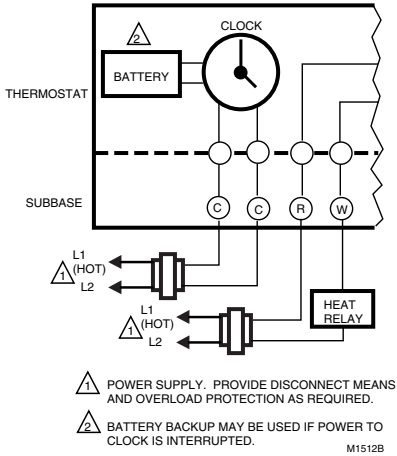 CLOCK
2
BATTERY
THERMOSTAT
SUBBASE
C C R W
L1
(HOT)
1
L2
L1
(HOT)
1
L2
HEAT
RELAY
1 POWER SUPPLY. PROVIDE DISCONNECT MEANS
AND OVERLOAD PROTECTION AS REQUIRED.
2 BATTERY BACKUP MAY BE USED IF POWER TO
CLOCK IS INTERRUPTED.
M1512B